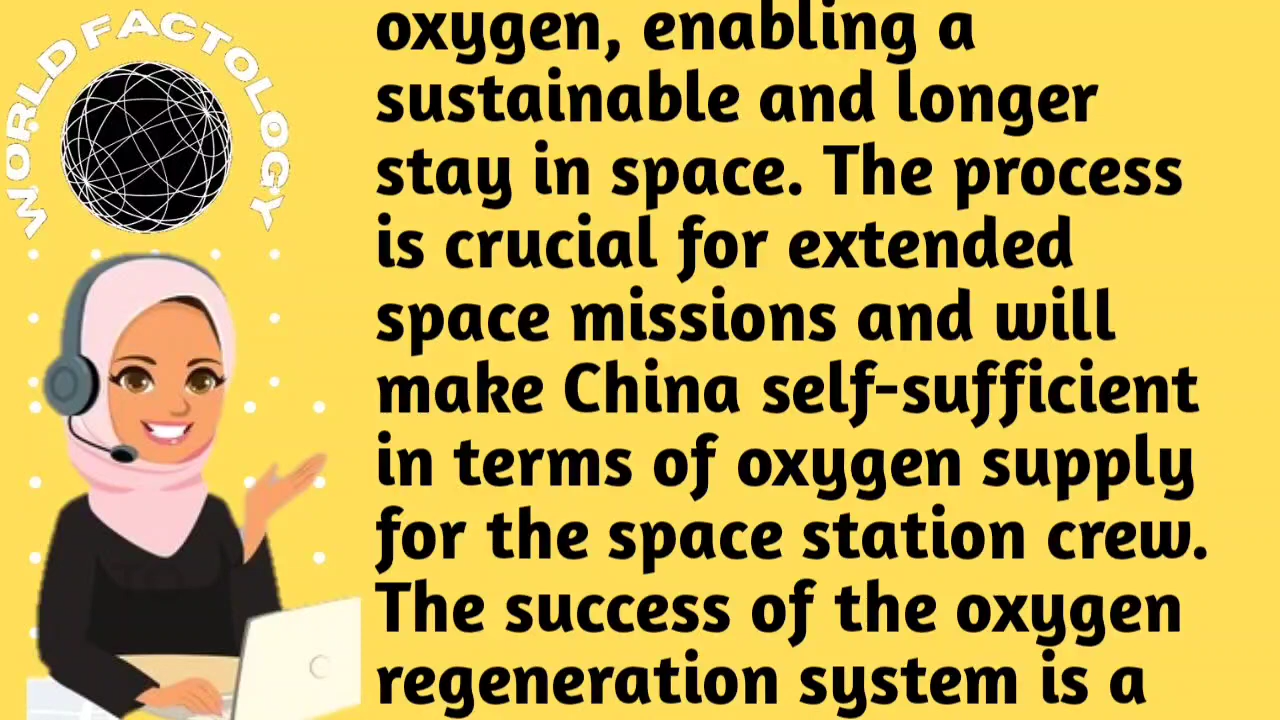 WORLD FACTOLOGY
oxygen, enabling a
sustainable and longer
stay in space. The process
is crucial for extended
space missions and will
make China self-sufficient
in terms of oxygen supply
for the space station crew.
The success of the oxygen
regeneration system is a